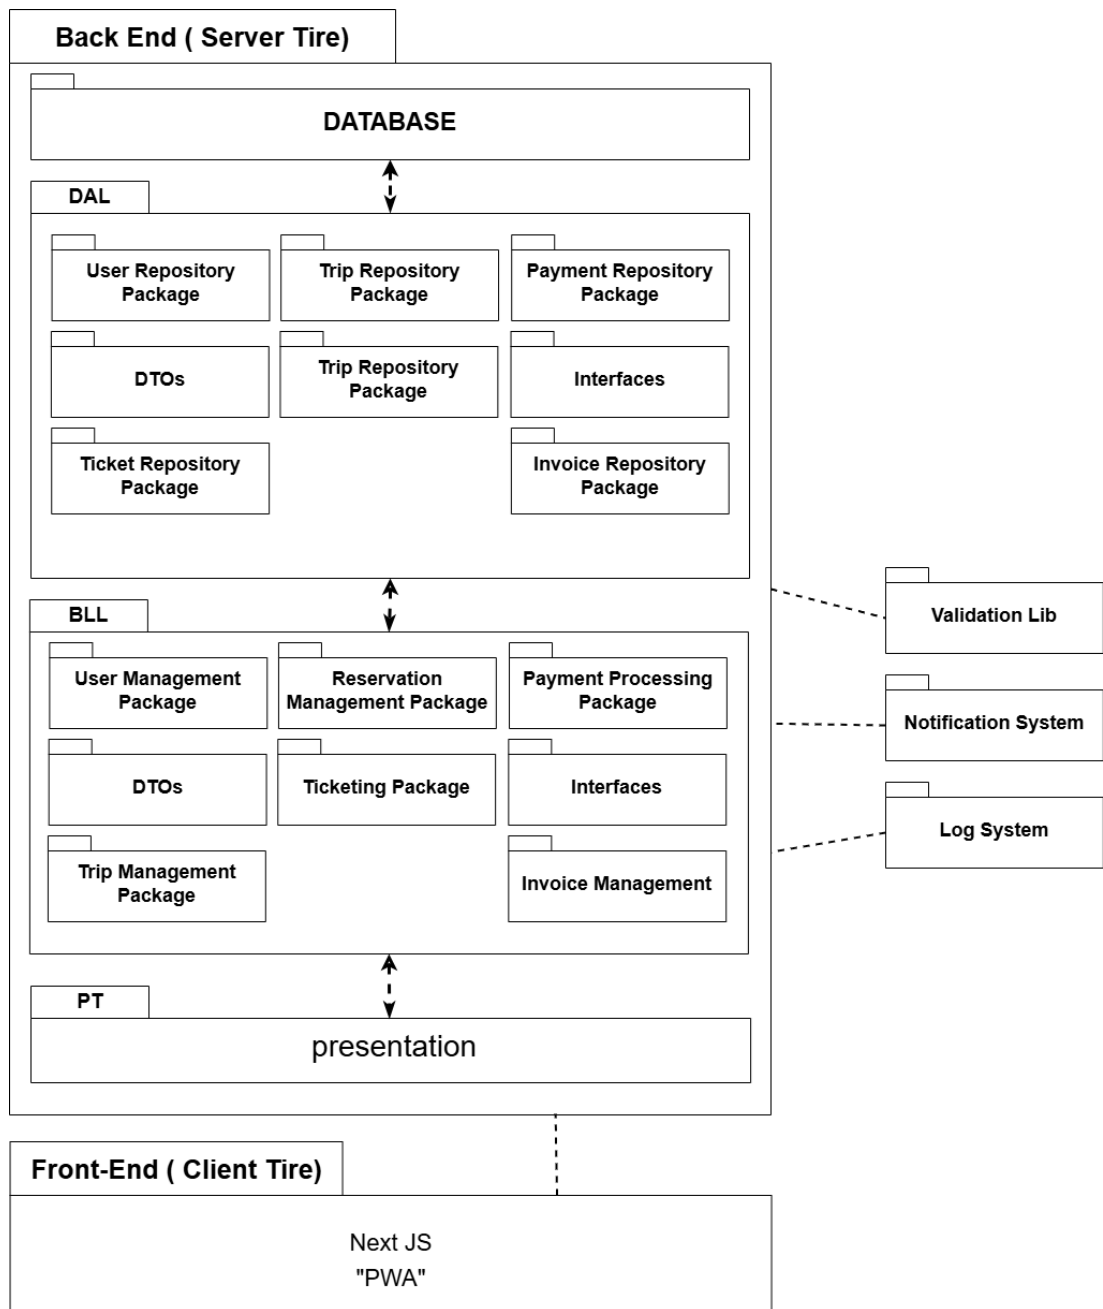 Back End ( Server Tire)
DATABASE
DAL
User Repository
Package
Trip Repository
Package
Payment Repository
Package
DTOs
Trip Repository
Package
Interfaces
Ticket Repository
Package
Invoice Repository
Package
BLL
User Management
Package
Reservation
Management Package
Payment Processing
Package
DTOs
Ticketing Package
Interfaces
Trip Management
Package
Invoice Management
PT
presentation
Validation Lib
Notification System
Log System
Front-End ( Client Tire)
Next JS
"PWA"